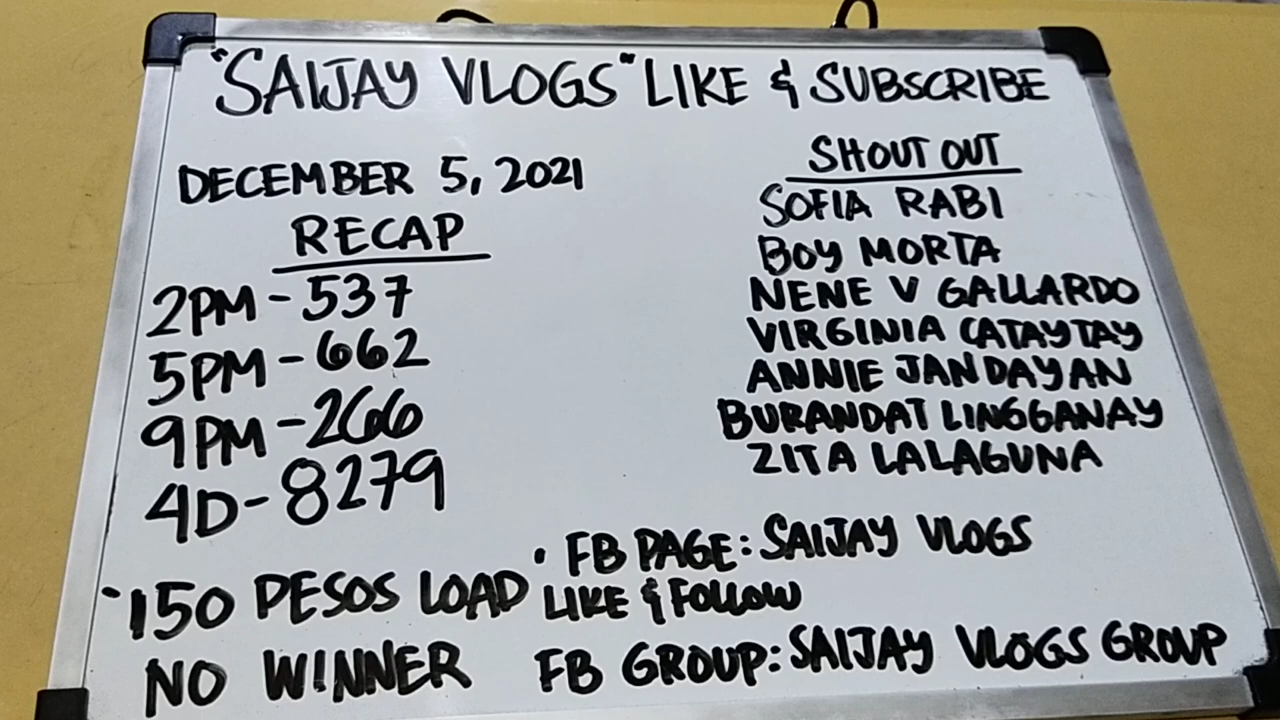 "SAIJAY VLOGS" LIKE & SUBSCRIBE
DECEMBER 5, 2021
RECAP
2PM - 537
5PM - 662
9PM - 266
4D - 8279
SHOUT OUT
SOFIA RABI
BOY MORTA
NENE V GALLARDO
VIRGINIA CATAYTAY
ANNIE JANDAYAN
BURANDAT LINGGANAY
ZITA LALAGUNA
150 PESOS LOAD
NO WINNER
• FB PAGE: SAIJAY VLOGS
LIKE & FOLLOW
FB GROUP: SAIJAY VLOGS GROUP